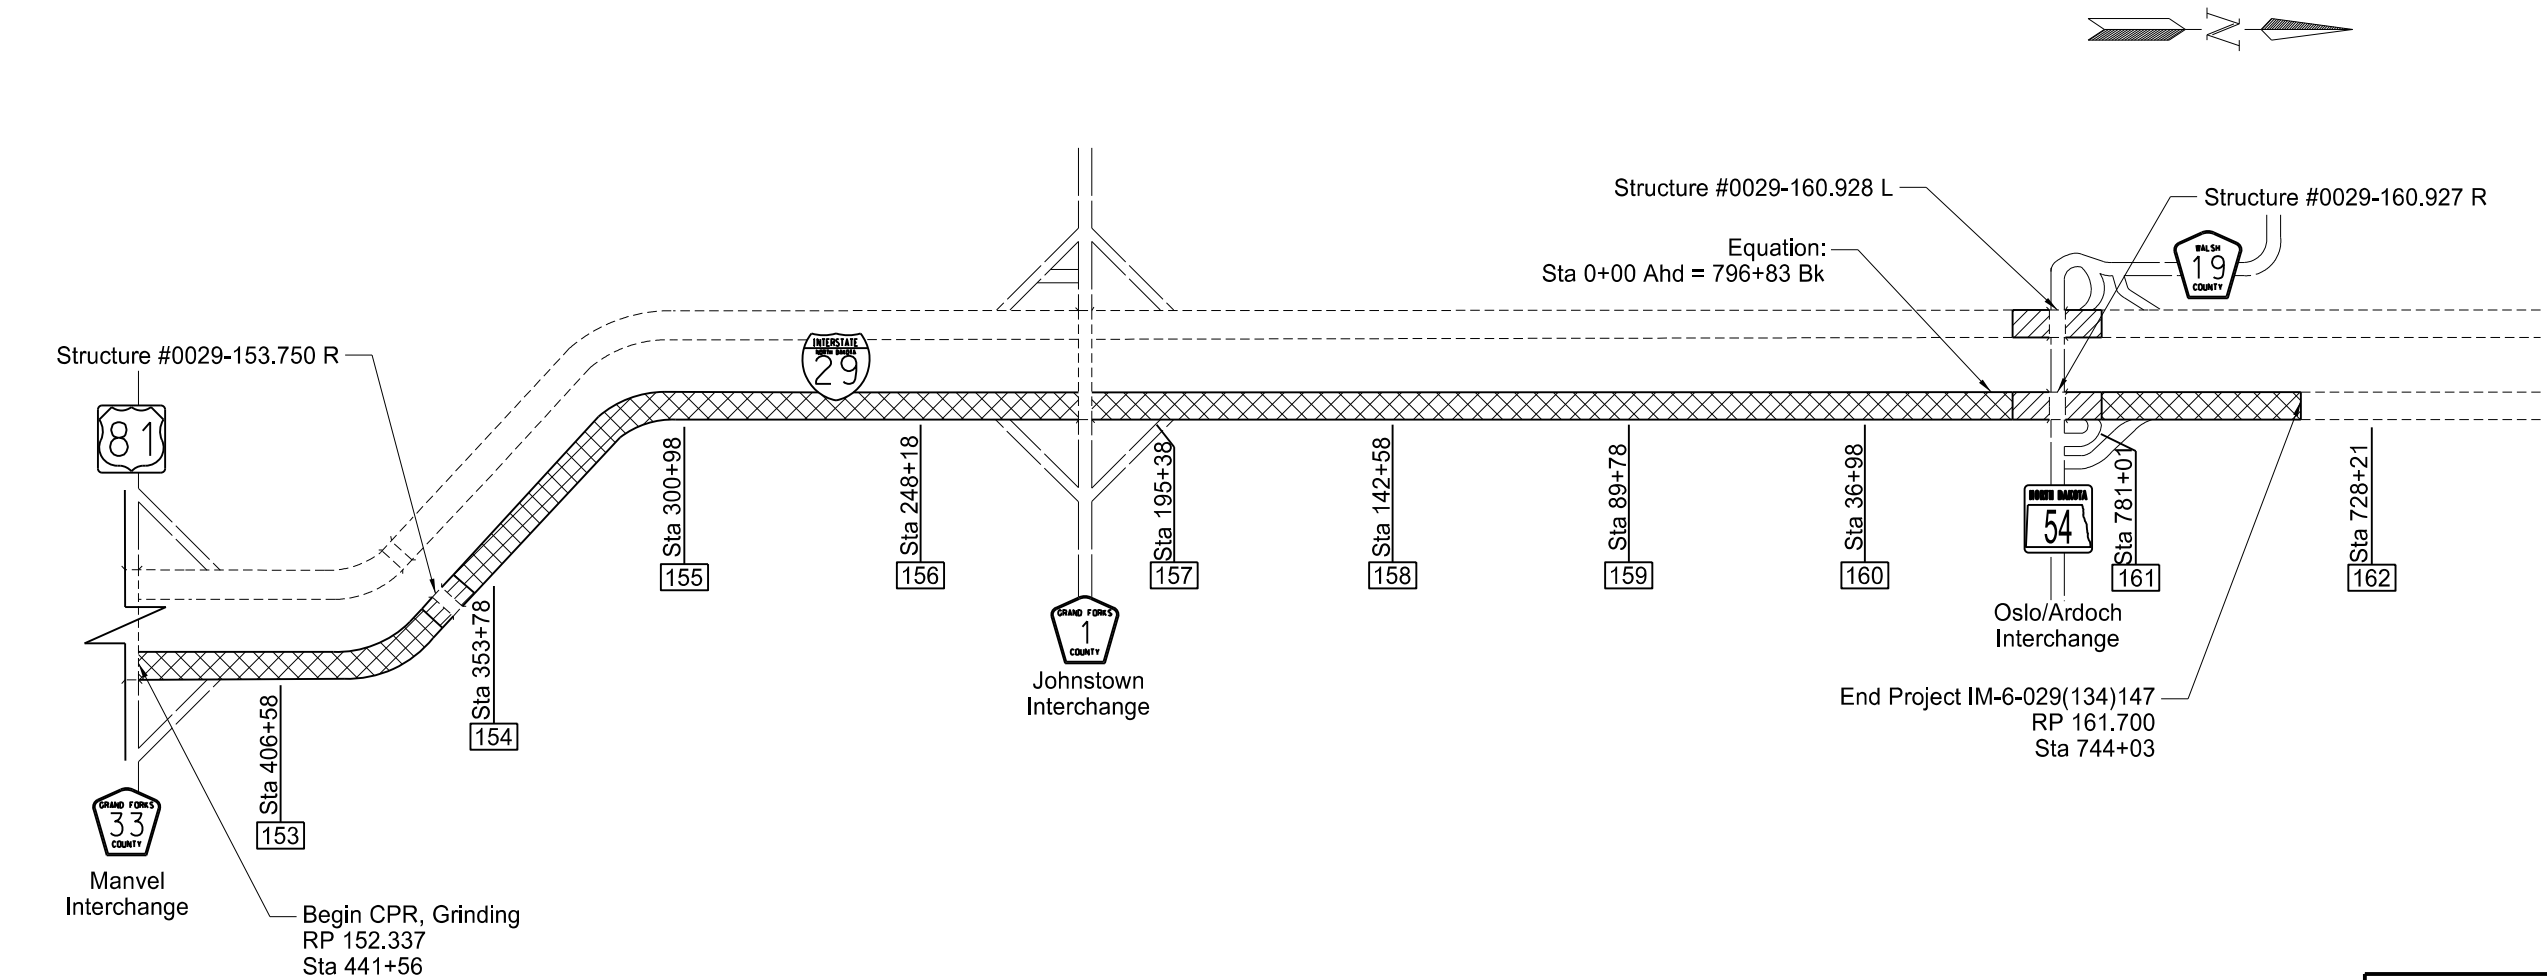 N
Structure #0029-160.928 L
Structure #0029-160.927 R
Equation:
Sta 0+00 Ahd = 796+83 Bk
WALSH
19
COUNTY
Structure #0029-153.750 R
INTERSTATE
NORTH DAKOTA
29
81
Sta 300+98
155
Sta 248+18
156
Sta 195+38
157
Sta 142+58
158
Sta 89+78
159
Sta 36+98
160
NORTH DAKOTA
54
Sta 781+01
161
Sta 728+21
162
Oslo/Ardoch
Interchange
GRAND FORKS
1
COUNTY
Johnstown
Interchange
Sta 353+78
154
Sta 406+58
153
End Project IM-6-029(134)147
RP 161.700
Sta 744+03
GRAND FORKS
33
COUNTY
Manvel
Interchange
Begin CPR, Grinding
RP 152.337
Sta 441+56